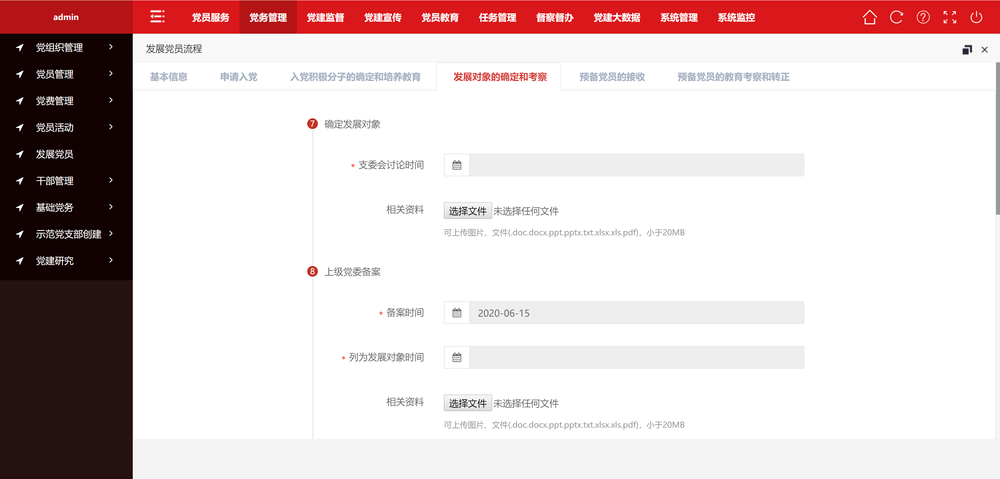 admin
党员服务 党务管理 党建监督 党建宣传 党员教育 任务管理 督察督办 党建大数据 系统管理 系统监控
党组织管理
党员管理
党费管理
党员活动
发展党员
干部管理
基础党务
示范党支部创建
党建研究
发展党员流程
基本信息 申请入党 入党积极分子的确定和培养教育 发展对象的确定和考察 预备党员的接收 预备党员的教育考察和转正
7 确定发展对象
* 支委会讨论时间
相关资料 选择文件 未选择任何文件
可上传图片、文件(.doc.docx.ppt.pptx.txt.xlsx.xls.pdf)，小于20MB
8 上级党委备案
* 备案时间 2020-06-15
* 列为发展对象时间
相关资料 选择文件 未选择任何文件
可上传图片、文件(.doc.docx.ppt.pptx.txt.xlsx.xls.pdf)，小于20MB